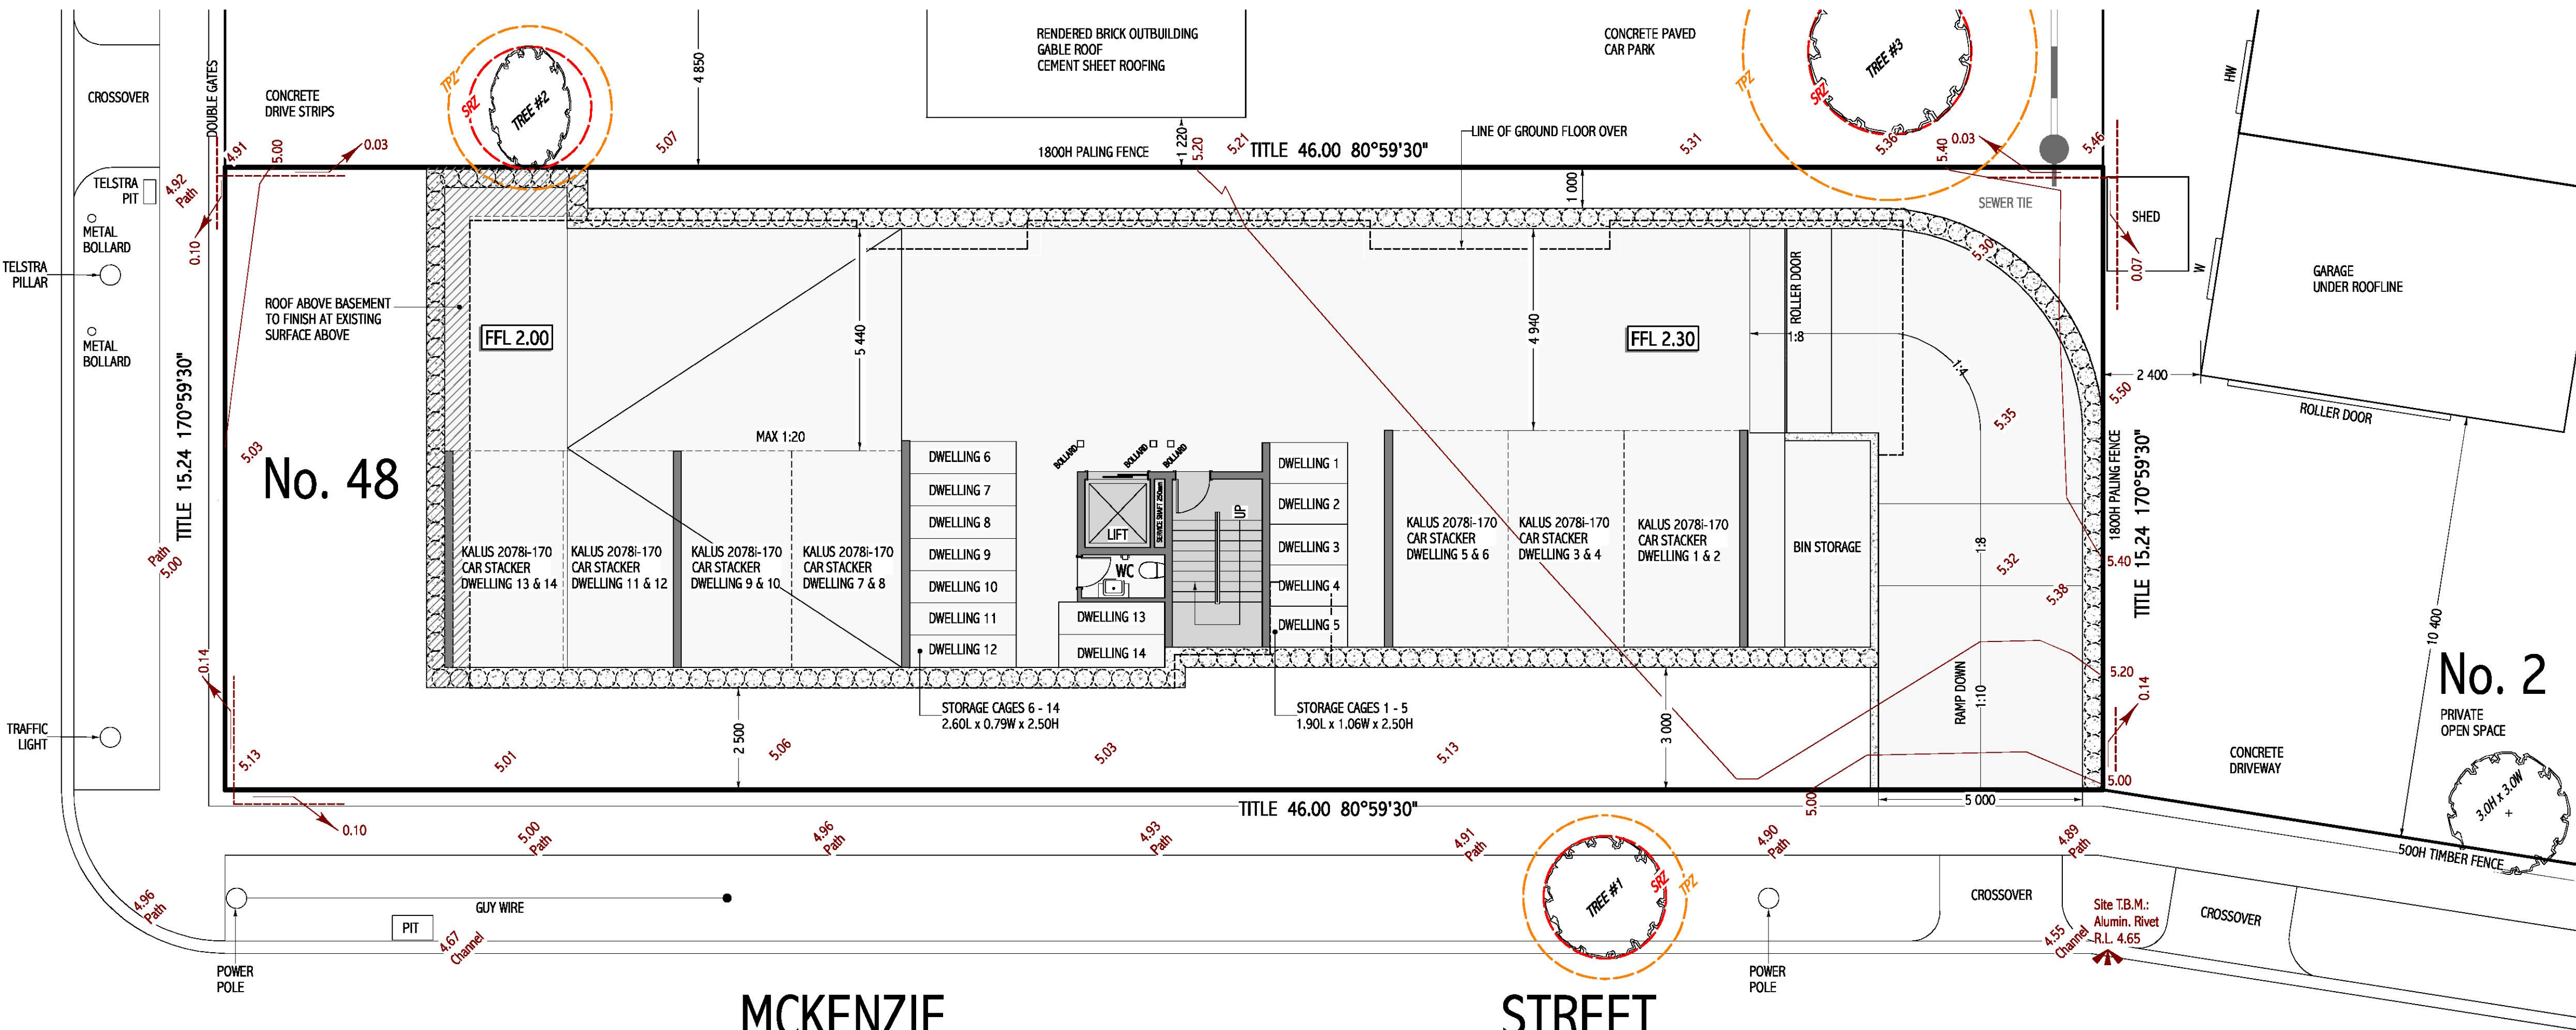 RENDERED BRICK OUTBUILDING
GABLE ROOF
CEMENT SHEET ROOFING
CONCRETE PAVED
CAR PARK
TREE #3
TPZ
SRZ
HW
CROSSOVER
DOUBLE GATES
CONCRETE
DRIVE STRIPS
TPZ
SRZ
TREE #2
4 850
4.91
5.00
0.03
5.07
1800H PALING FENCE
1 220
5.20
5.21
TITLE 46.00 80°59'30"
LINE OF GROUND FLOOR OVER
5.31
5.36
5.40
0.03
5.46
TELSTRA
PIT
4.92
Path
METAL
BOLLARD
0.10
TELSTRA
PILLAR
METAL
BOLLARD
1 000
SEWER TIE
SHED
5.30
0.07
W
GARAGE
UNDER ROOFLINE
ROOF ABOVE BASEMENT
TO FINISH AT EXISTING
SURFACE ABOVE
FFL 2.00
5 440
4 940
FFL 2.30
ROLLER DOOR
1:8
1:4
2 400
5.50
ROLLER DOOR
TITLE 15.24 170°59'30"
5.03
No. 48
MAX 1:20
5.35
1800H PALING FENCE
TITLE 15.24 170°59'30"
DWELLING 6
DWELLING 7
DWELLING 8
DWELLING 9
DWELLING 10
DWELLING 11
DWELLING 12
BOLLARD
BOLLARD
BOLLARD
LIFT
SERVICE SHAFT 250mm
UP
WC
DWELLING 13
DWELLING 14
DWELLING 1
DWELLING 2
DWELLING 3
DWELLING 4
DWELLING 5
KALUS 2078i-170
CAR STACKER
DWELLING 13 & 14
KALUS 2078i-170
CAR STACKER
DWELLING 11 & 12
KALUS 2078i-170
CAR STACKER
DWELLING 9 & 10
KALUS 2078i-170
CAR STACKER
DWELLING 7 & 8
KALUS 2078i-170
CAR STACKER
DWELLING 5 & 6
KALUS 2078i-170
CAR STACKER
DWELLING 3 & 4
KALUS 2078i-170
CAR STACKER
DWELLING 1 & 2
BIN STORAGE
1:8
5.32
5.38
5.40
Path
5.00
10 400
0.14
RAMP DOWN
1:10
5.20
0.14
No. 2
PRIVATE
OPEN SPACE
TRAFFIC
LIGHT
STORAGE CAGES 6 - 14
2.60L x 0.79W x 2.50H
STORAGE CAGES 1 - 5
1.90L x 1.06W x 2.50H
2 500
3 000
5.13
5.01
5.06
5.03
5.13
5.00
5 000
5.00
CONCRETE
DRIVEWAY
3.0H x 3.0W
0.10
TITLE 46.00 80°59'30"
5.00
Path
4.96
Path
4.93
Path
4.91
Path
4.90
Path
4.89
Path
500H TIMBER FENCE
4.96
Path
GUY WIRE
PIT
4.67
Channel
TREE #1
SRZ
TPZ
CROSSOVER
4.55
Channel
Site T.B.M.:
Alumin. Rivet
R.L. 4.65
CROSSOVER
POWER
POLE
POWER
POLE
MCKENZIE STREET